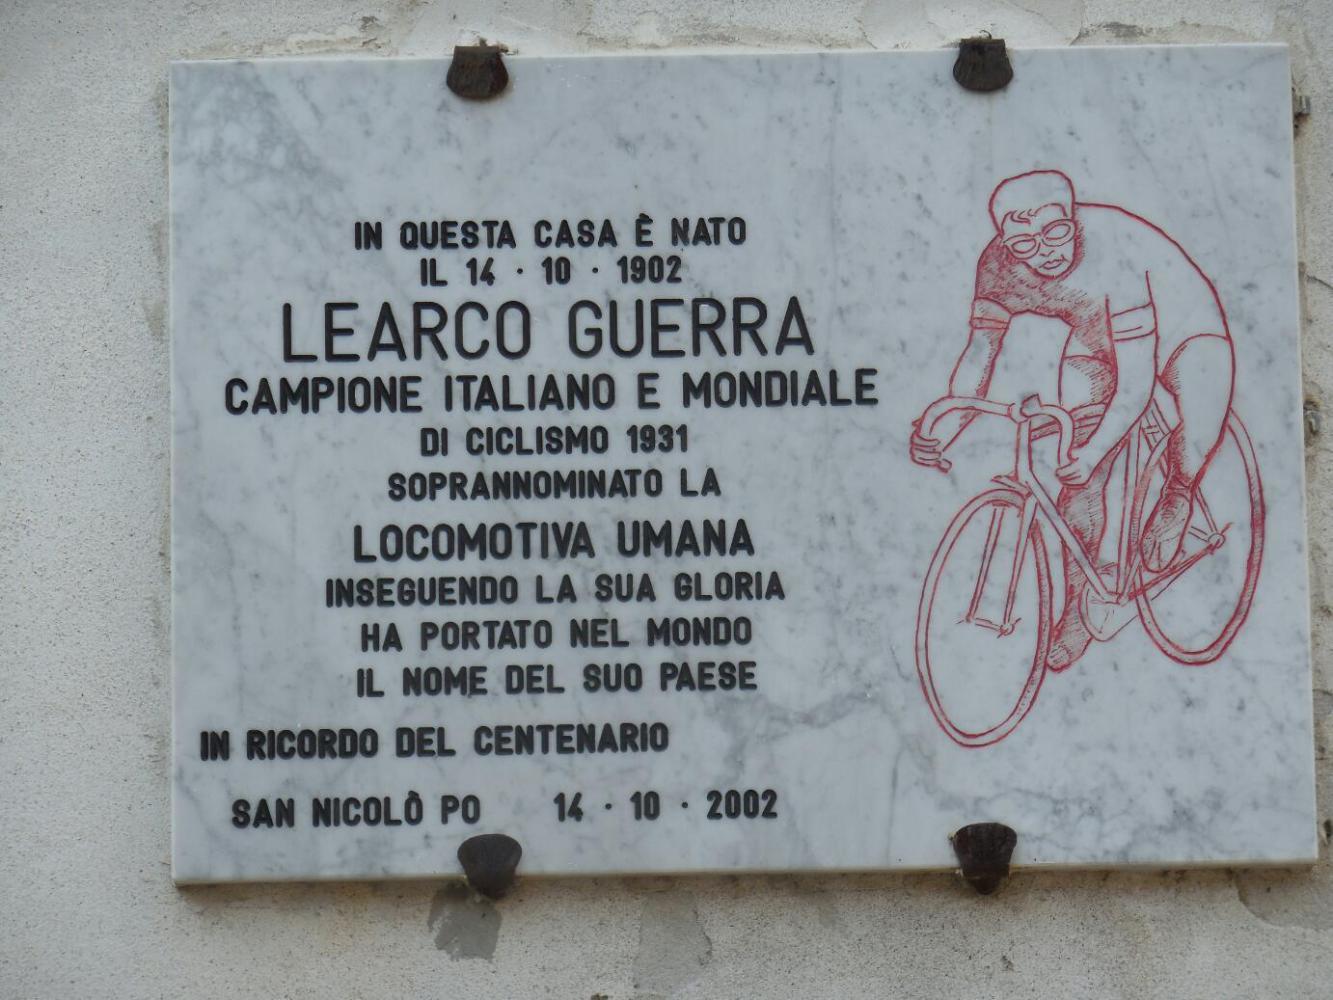 IN QUESTA CASA È NATO
IL 14 · 10 · 1902
LEARCO GUERRA
CAMPIONE ITALIANO E MONDIALE
DI CICLISMO 1931
SOPRANNOMINATO LA
LOCOMOTIVA UMANA
INSEGUENDO LA SUA GLORIA
HA PORTATO NEL MONDO
IL NOME DEL SUO PAESE
IN RICORDO DEL CENTENARIO
SAN NICOLÒ PO 14 · 10 · 2002